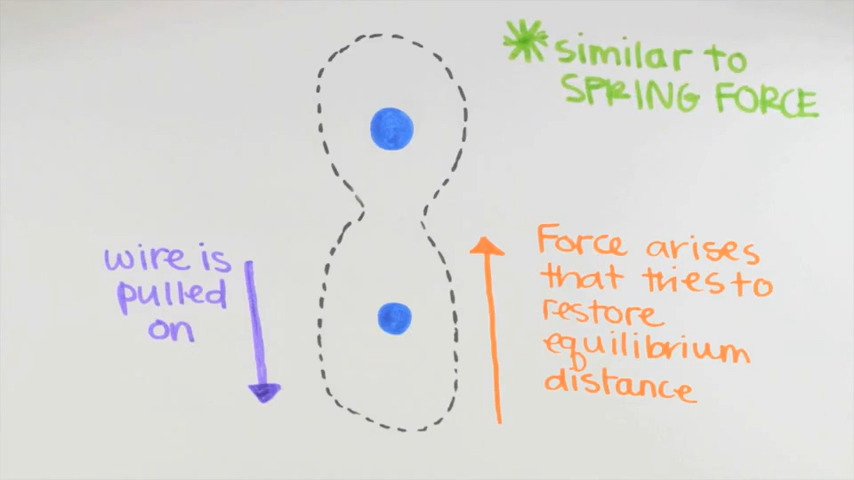 similar to
SPRING FORCE
wire is
pulled
on
Force arises
that tries to
restore
equilibrium
distance